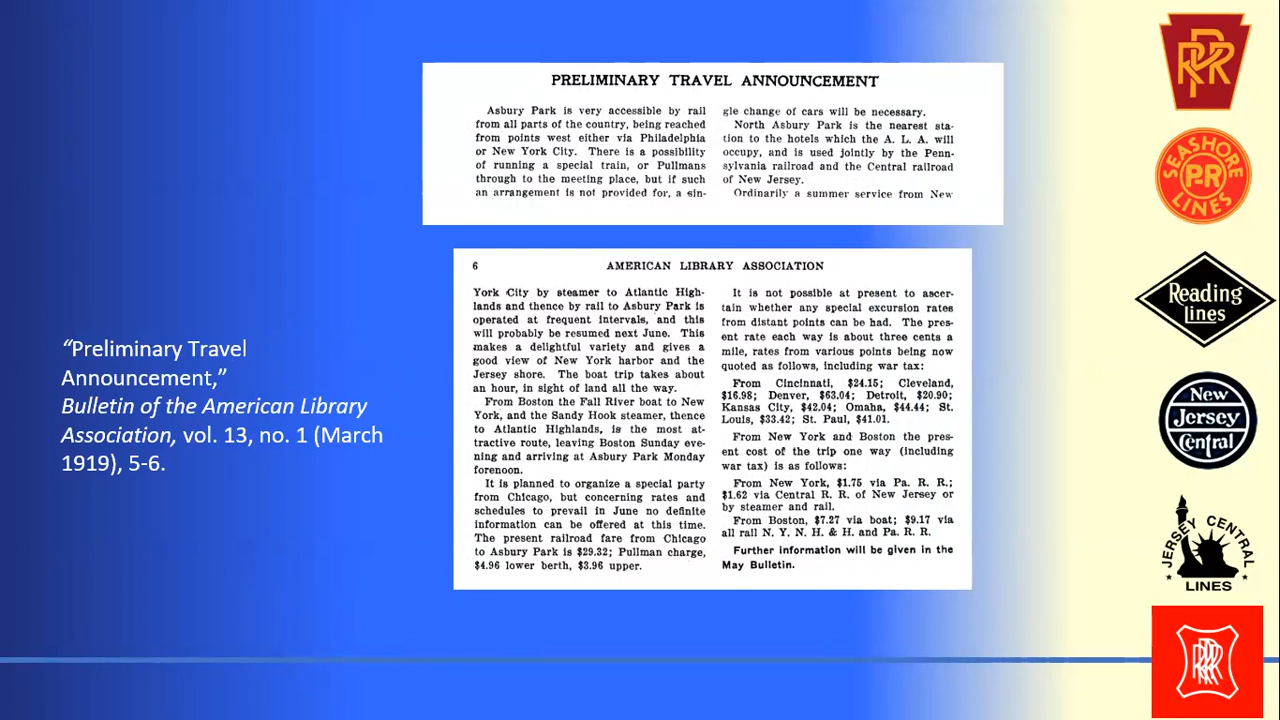 PRELIMINARY TRAVEL ANNOUNCEMENT
Asbury Park is very accessible by rail
from all parts of the country, being reached
from points west either via Philadelphia
or New York City. There is a possibility
of running a special train, or Pullmans
through to the meeting place, but if such
an arrangement is not provided for, a sin-
gle change of cars will be necessary.
North Asbury Park is the nearest sta-
tion to the hotels which the A. L. A. will
occupy, and is used jointly by the Penn-
sylvania railroad and the Central railroad
of New Jersey.
Ordinarily a summer service from New
6 AMERICAN LIBRARY ASSOCIATION
York City by steamer to Atlantic High-
lands and thence by rail to Asbury Park is
operated at frequent intervals, and this
will probably be resumed next June. This
makes a delightful variety and gives a
good view of New York harbor and the
Jersey shore. The boat trip takes about
an hour, in sight of land all the way.
From Boston the Fall River boat to New
York, and the Sandy Hook steamer, thence
to Atlantic Highlands, is the most at-
tractive route, leaving Boston Sunday eve-
ning and arriving at Asbury Park Monday
forenoon.
It is planned to organize a special party
from Chicago, but concerning rates and
schedules to prevail in June no definite
information can be offered at this time.
The present railroad fare from Chicago
to Asbury Park is $29.32; Pullman charge,
$4.96 lower berth, $3.96 upper.
It is not possible at present to ascer-
tain whether any special excursion rates
from distant points can be had. The pres-
ent rate each way is about three cents a
mile, rates from various points being now
quoted as follows, including war tax:
From Cincinnati, $24.15; Cleveland,
$16.98; Denver, $63.04; Detroit, $20.90;
Kansas City, $42.04; Omaha, $44.44; St.
Louis, $33.42; St. Paul, $41.01.
From New York and Boston the pres-
ent cost of the trip one way (including
war tax) is as follows:
From New York, $1.75 via Pa. R. R.;
$1.62 via Central R. R. of New Jersey or
by steamer and rail.
From Boston, $7.27 via boat; $9.17 via
all rail N. Y. N. H. & H. and Pa. R. R.
Further information will be given in the
May Bulletin.
“Preliminary Travel
Announcement,”
Bulletin of the American Library
Association, vol. 13, no. 1 (March
1919), 5-6.
PRR
SEASHORE
P-R
LINES
Reading
Lines
New
Jersey
Central
JERSEY CENTRAL
LINES
RRR